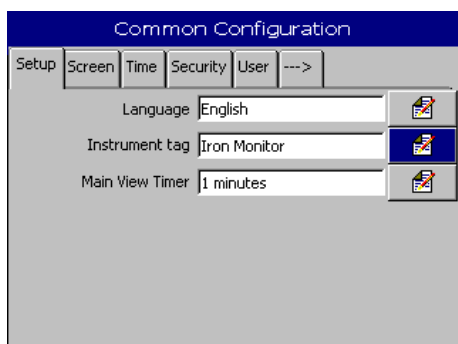 Common Configuration
Setup Screen Time Security User --->
Language English
Instrument tag Iron Monitor
Main View Timer 1 minutes